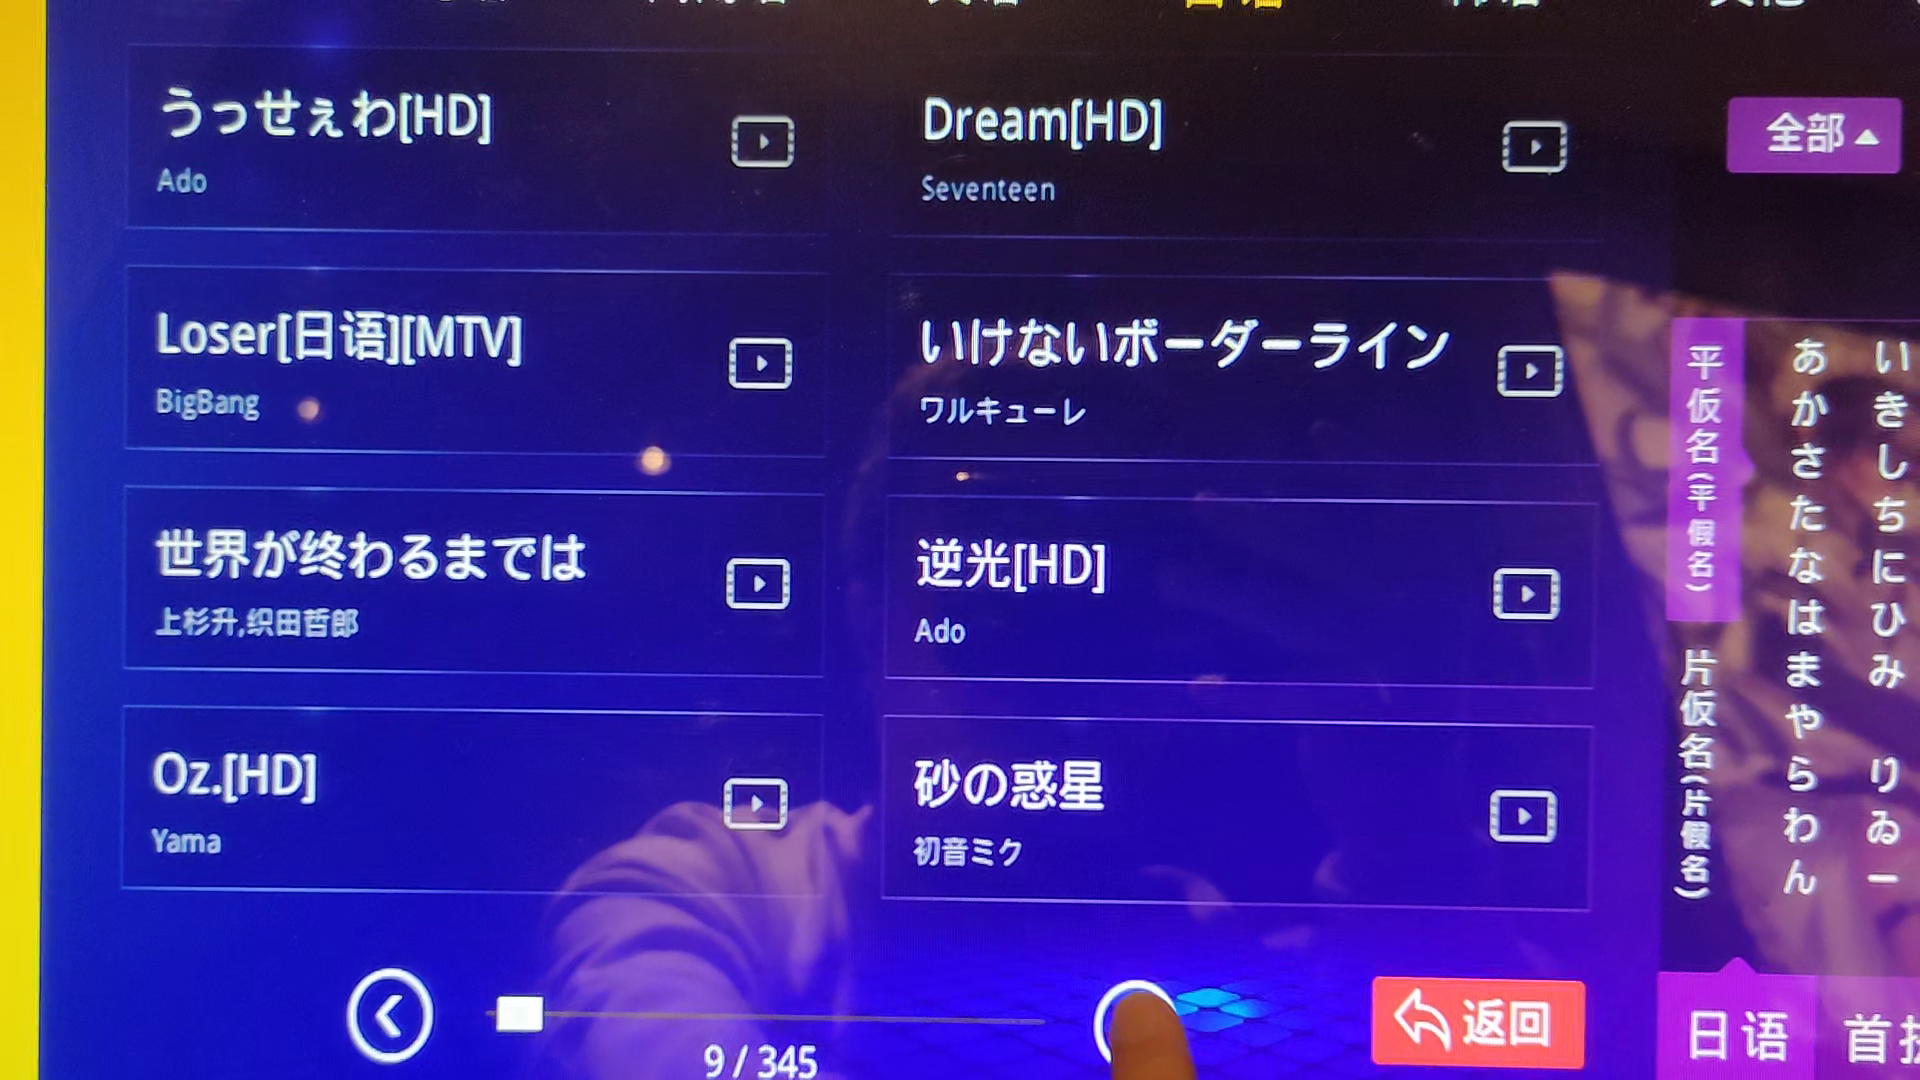 うっせぇわ[HD]
Ado
Dream[HD]
Seventeen
全部
Loser[日语][MTV]
BigBang
いけないボーダーライン
ワルキューレ
世界が终わるまでは
上杉升,织田哲郎
逆光[HD]
Ado
Oz.[HD]
Yama
砂の惑星
初音ミク
平仮名(平假名)
片仮名(片假名)
あかさたなはまやらわん
いきしちにひみ りゐー
9 / 345
返回
日语
首